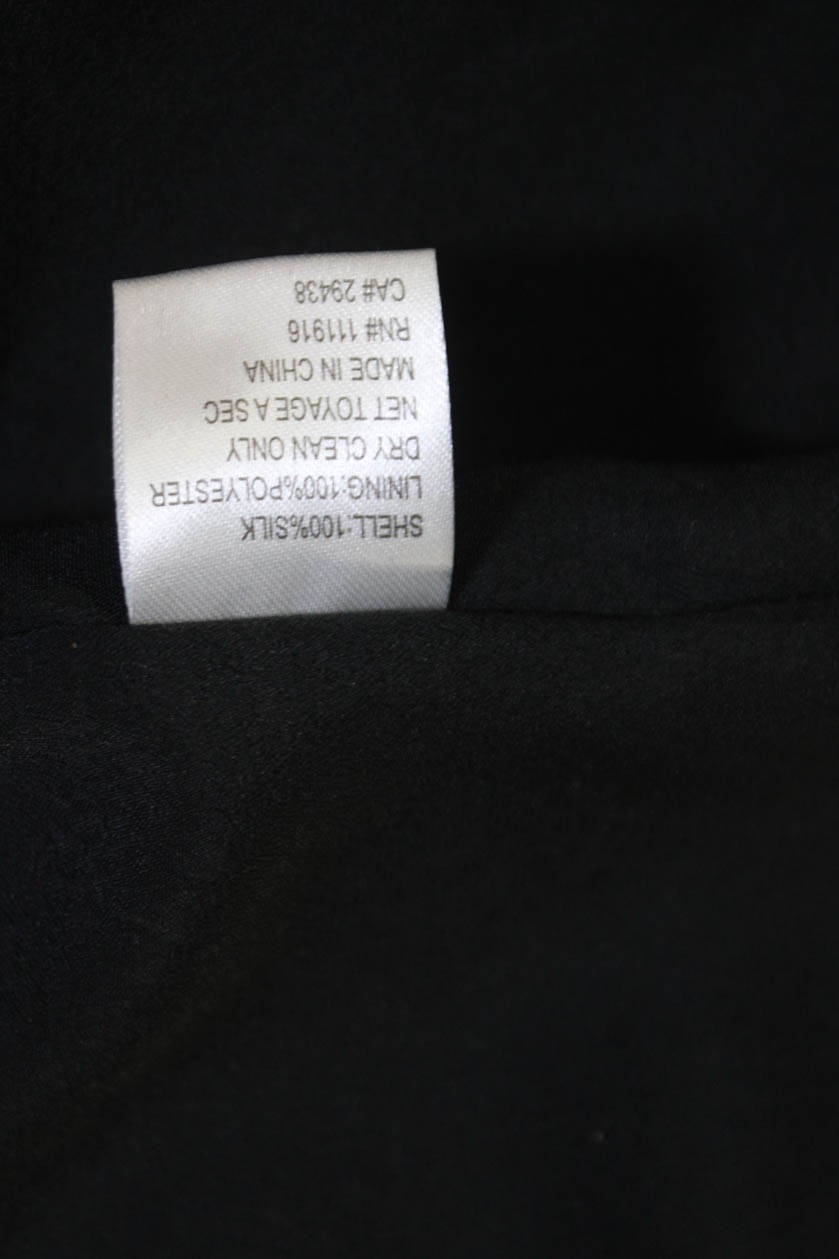 SHELL:100%SILK
LINING:100%POLYESTER
DRY CLEAN ONLY
NET TOYAGE A SEC
MADE IN CHINA
RN# 111916
CA# 29438